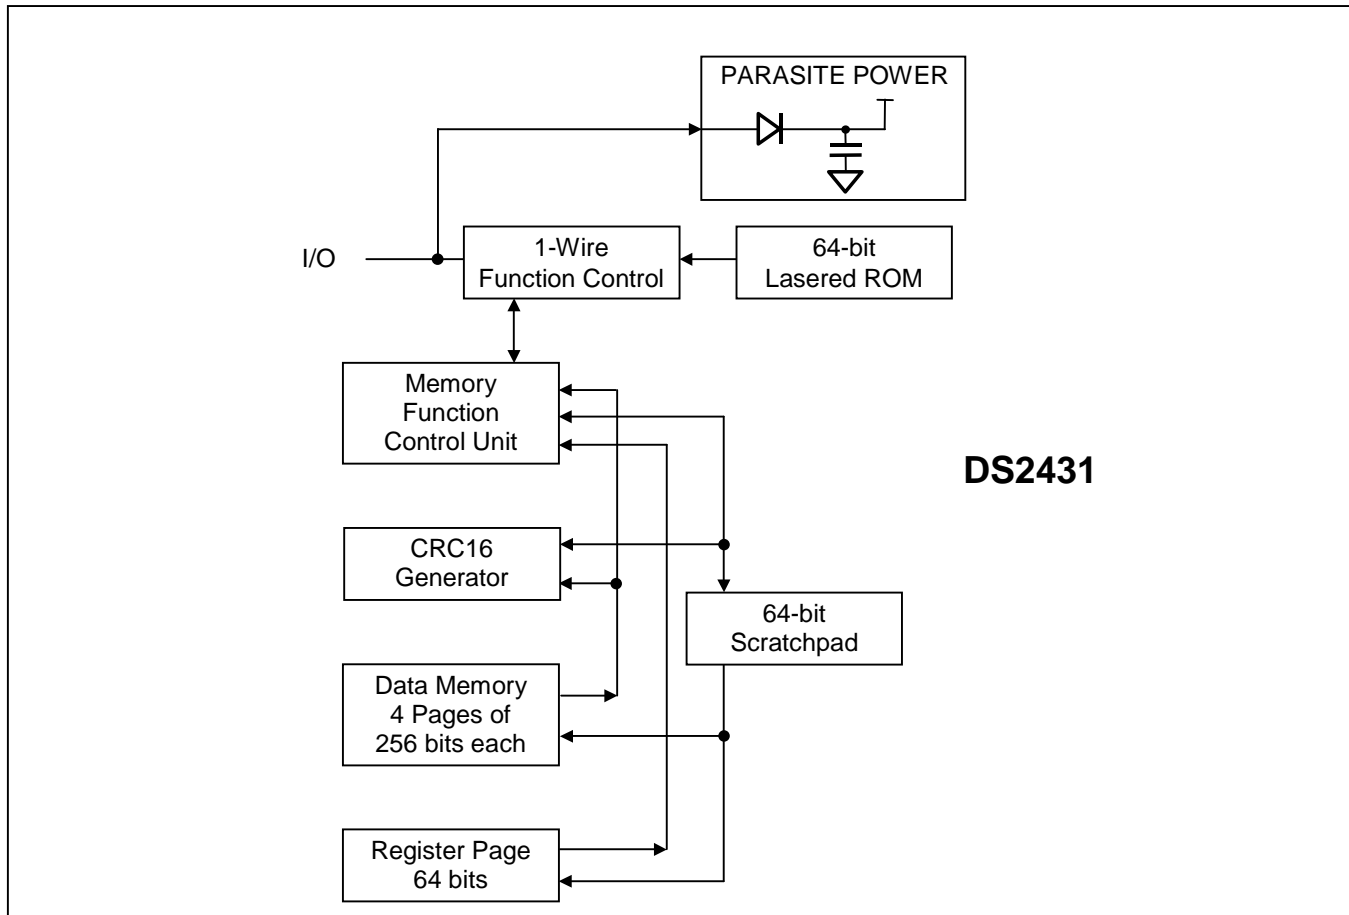 PARASITE POWER
I/O
1-Wire
Function Control
64-bit
Lasered ROM
Memory
Function
Control Unit
DS2431
CRC16
Generator
64-bit
Scratchpad
Data Memory
4 Pages of
256 bits each
Register Page
64 bits